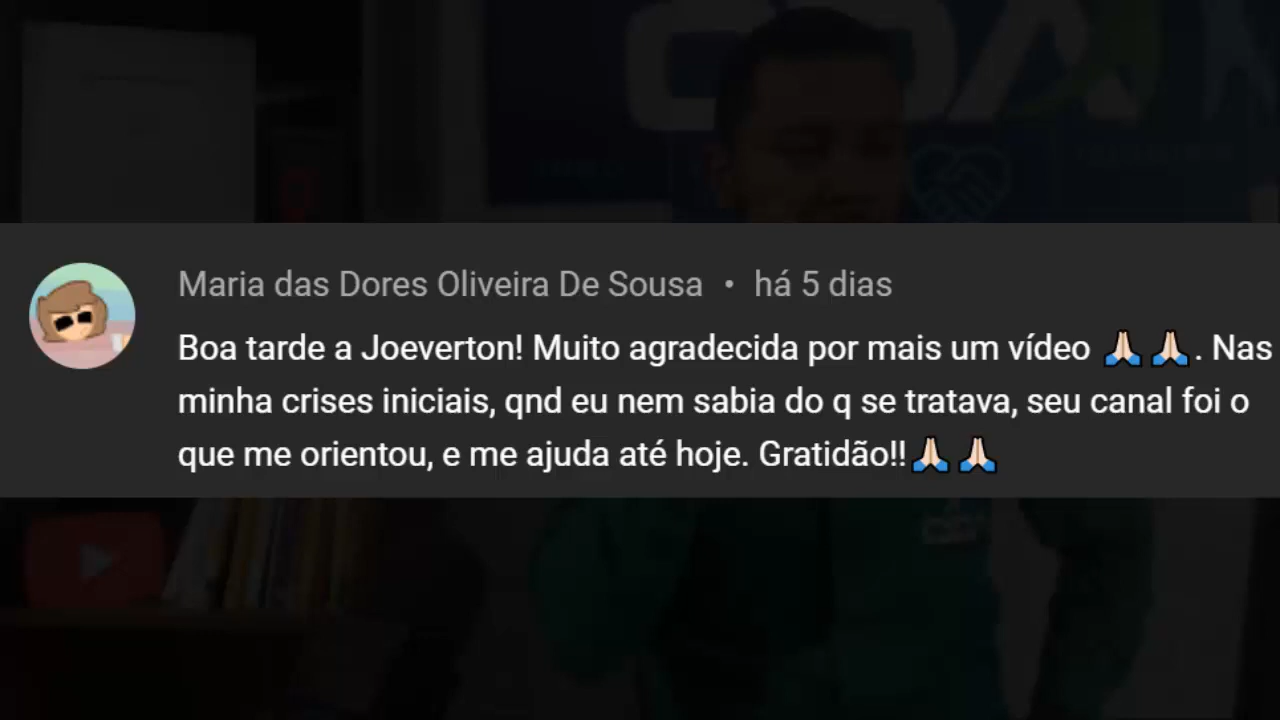 Maria das Dores Oliveira De Sousa • há 5 dias
Boa tarde a Joeverton! Muito agradecida por mais um vídeo 🙏🏻🙏🏻. Nas
minha crises iniciais, qnd eu nem sabia do q se tratava, seu canal foi o
que me orientou, e me ajuda até hoje. Gratidão!!🙏🏻🙏🏻